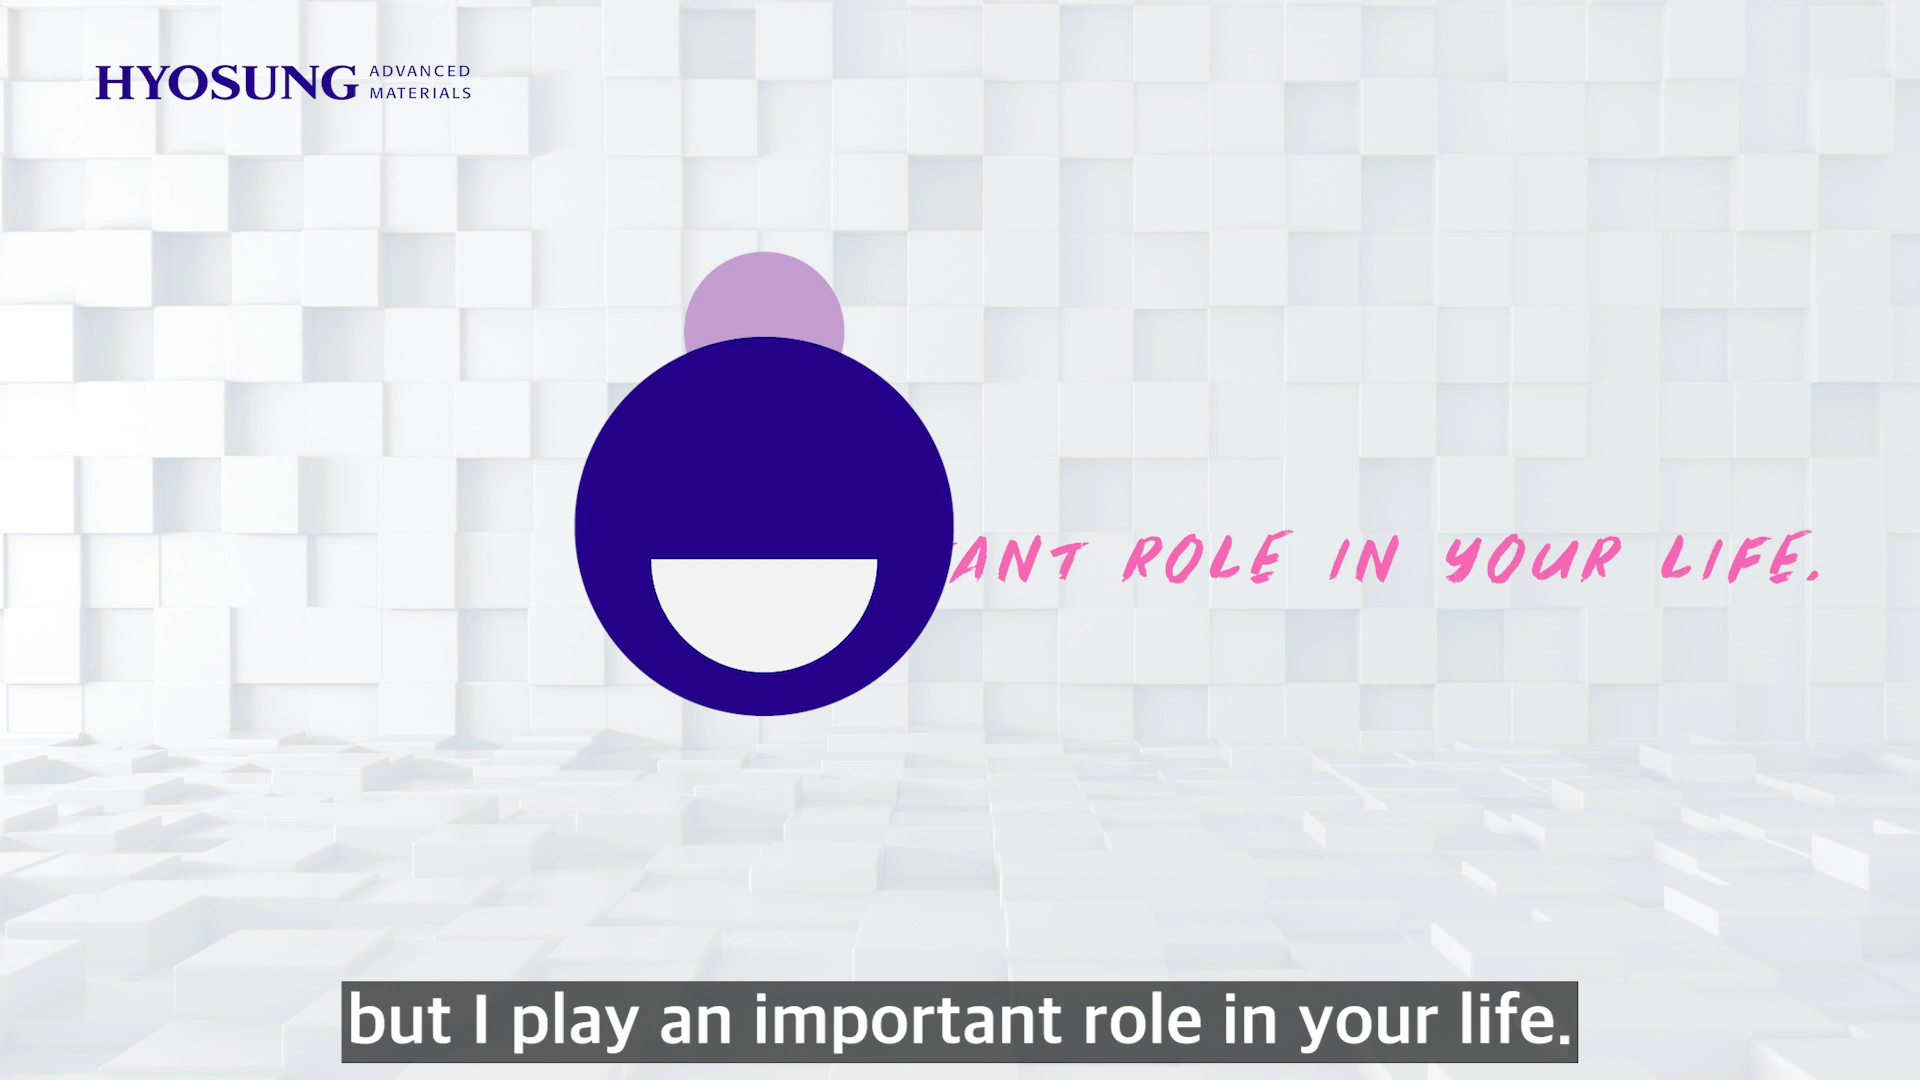 HYOSUNG ADVANCED
MATERIALS
ANT ROLE IN YOUR LIFE.
but I play an important role in your life.